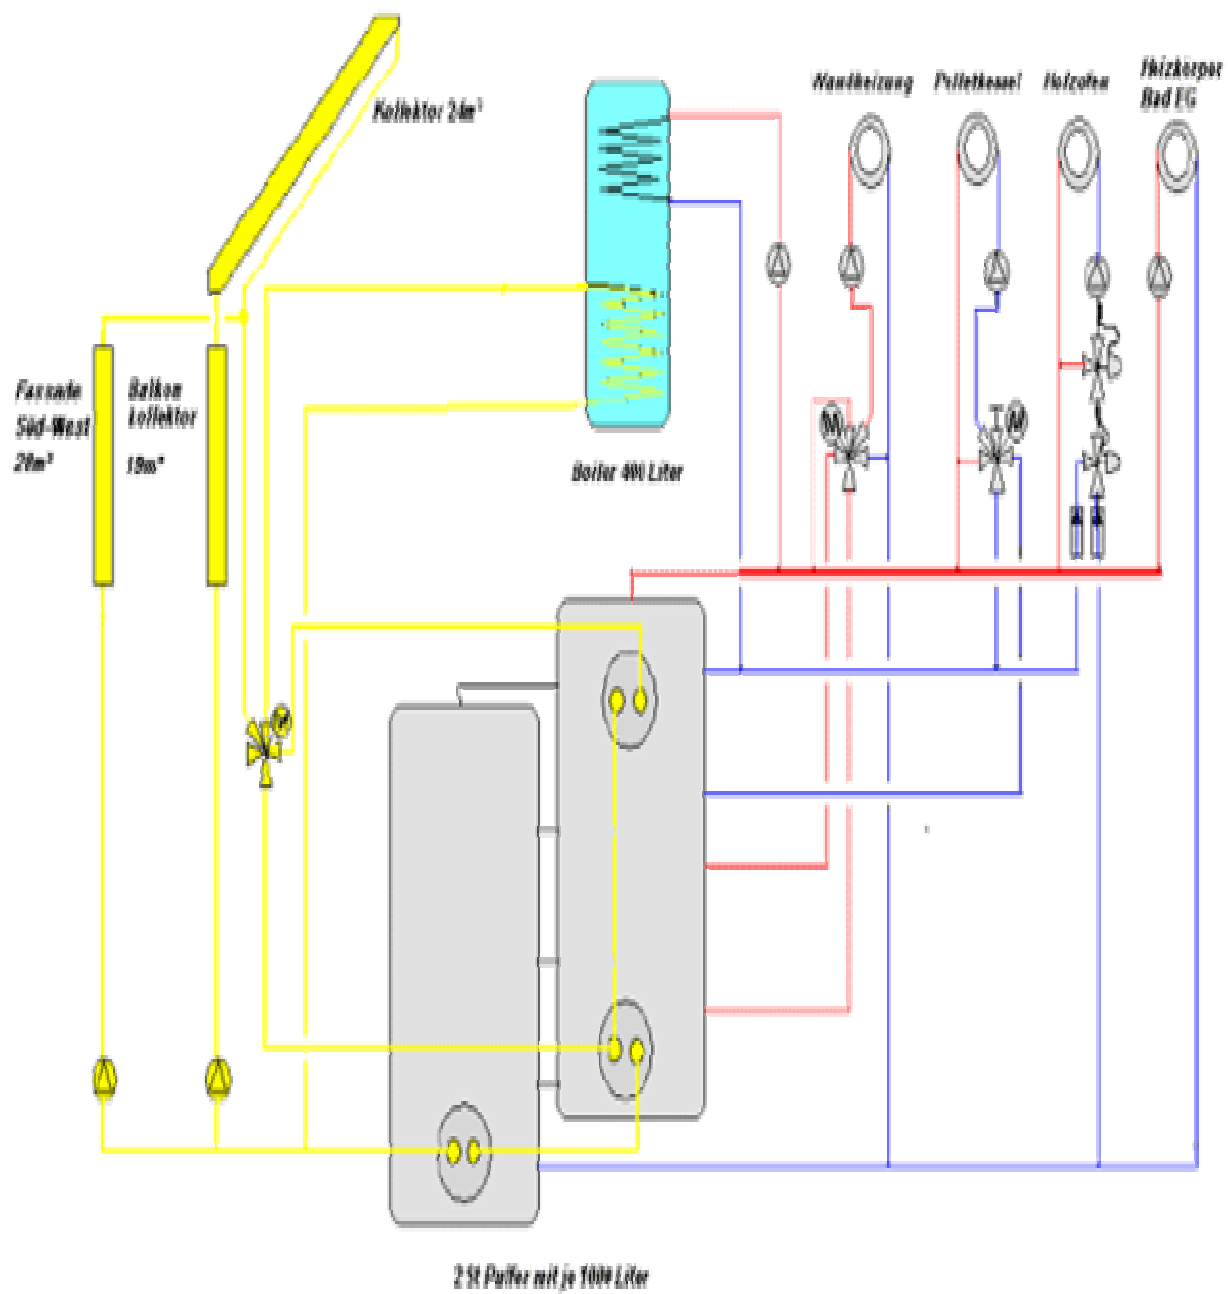 Kollektor 24m²
Wandheizung
Pelletkessel
Holzofen
Heizkörper
Bad EG
Fassade
Süd-West
20m²
Balkon
kollektor
10m²
M
M
Boiler 400 Liter
2 St Puffer mit je 1000 Liter